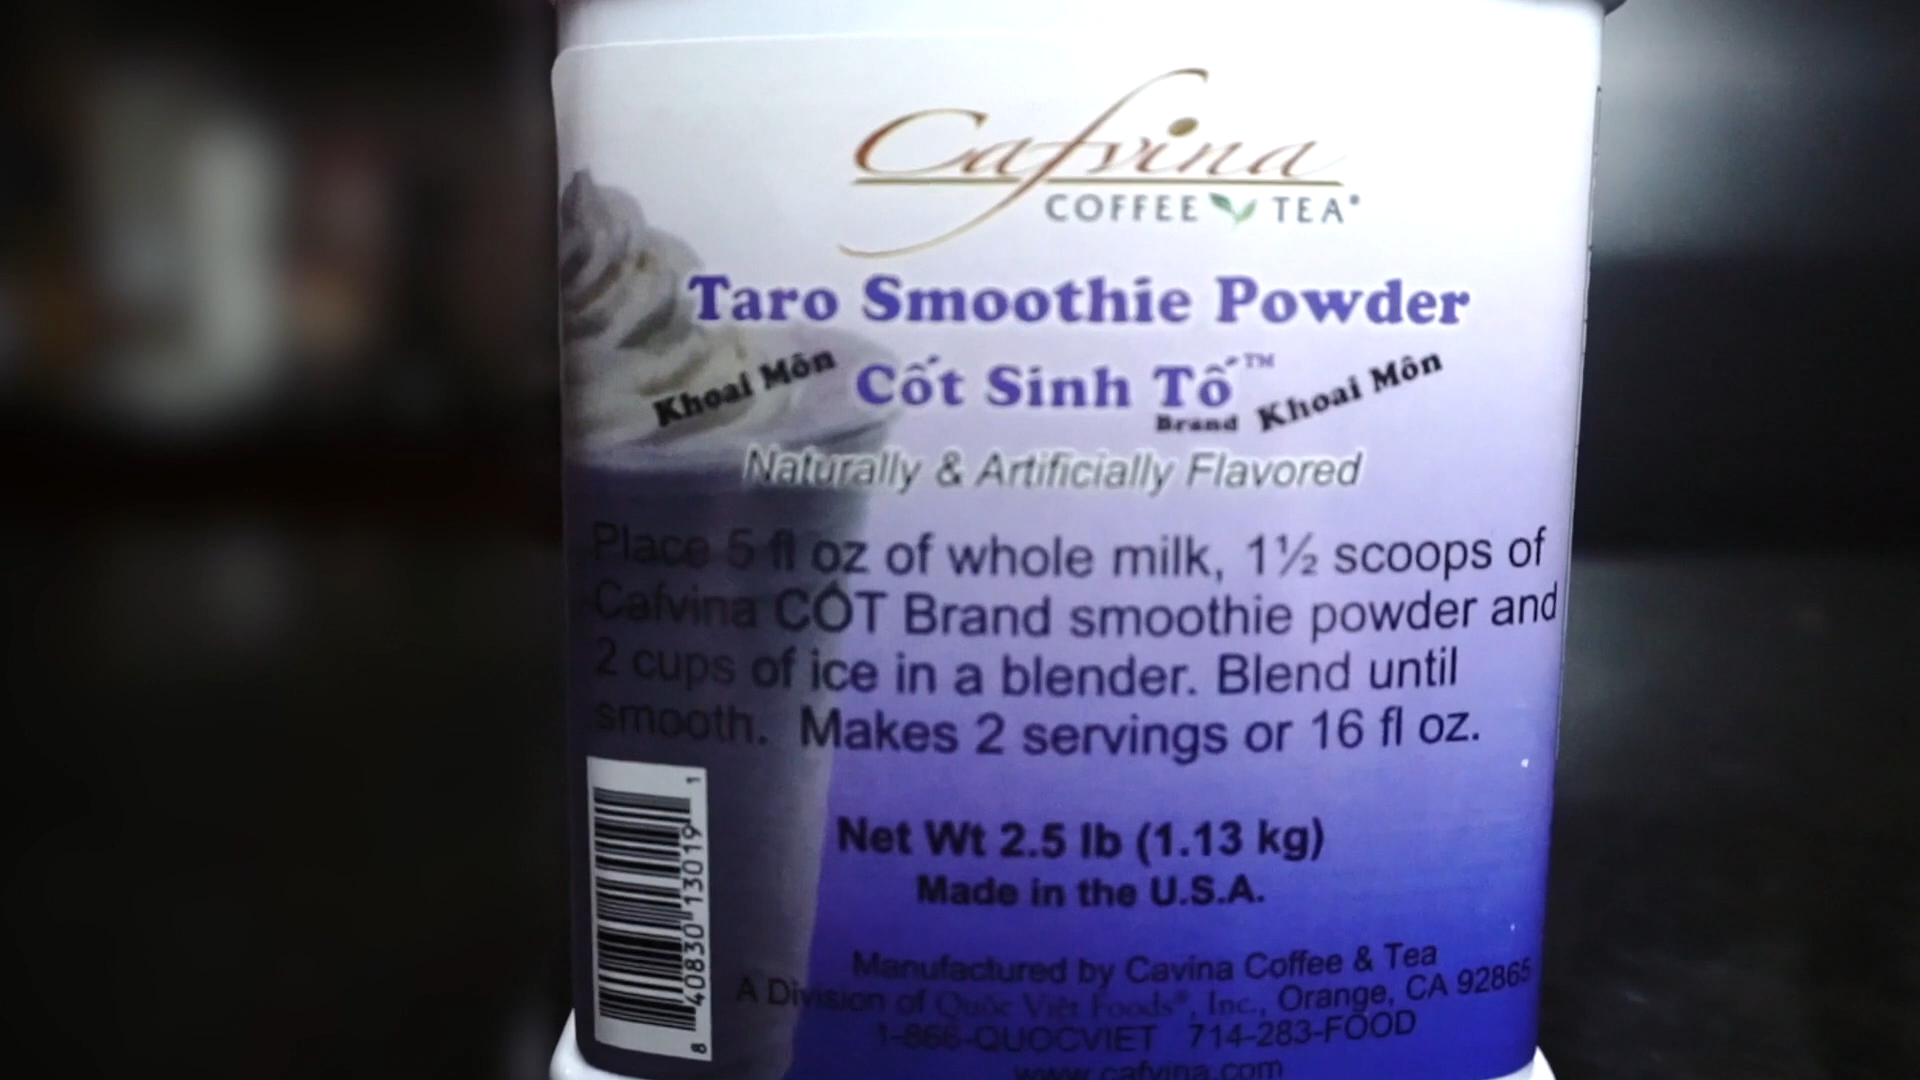 Cafvina
COFFEE TEA®
Taro Smoothie Powder
Khoai Môn Cốt Sinh Tố™ Brand Khoai Môn
Naturally & Artificially Flavored
Place 5 fl oz of whole milk, 1½ scoops of
Cafvina CỐT Brand smoothie powder and
2 cups of ice in a blender. Blend until
smooth. Makes 2 servings or 16 fl oz.
Net Wt 2.5 lb (1.13 kg)
Made in the U.S.A.
Manufactured by Cavina Coffee & Tea
A Division of Quốc Việt Foods®, Inc., Orange, CA 92865
1-866-QUOCVIET 714-283-FOOD
www.cafvina.com
8 40830 13019 1